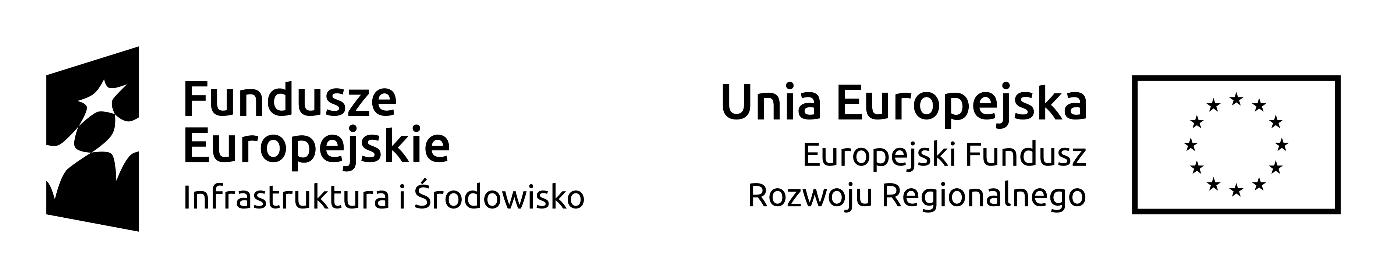 Fundusze
Europejskie
Infrastruktura i Środowisko
Unia Europejska
Europejski Fundusz
Rozwoju Regionalnego